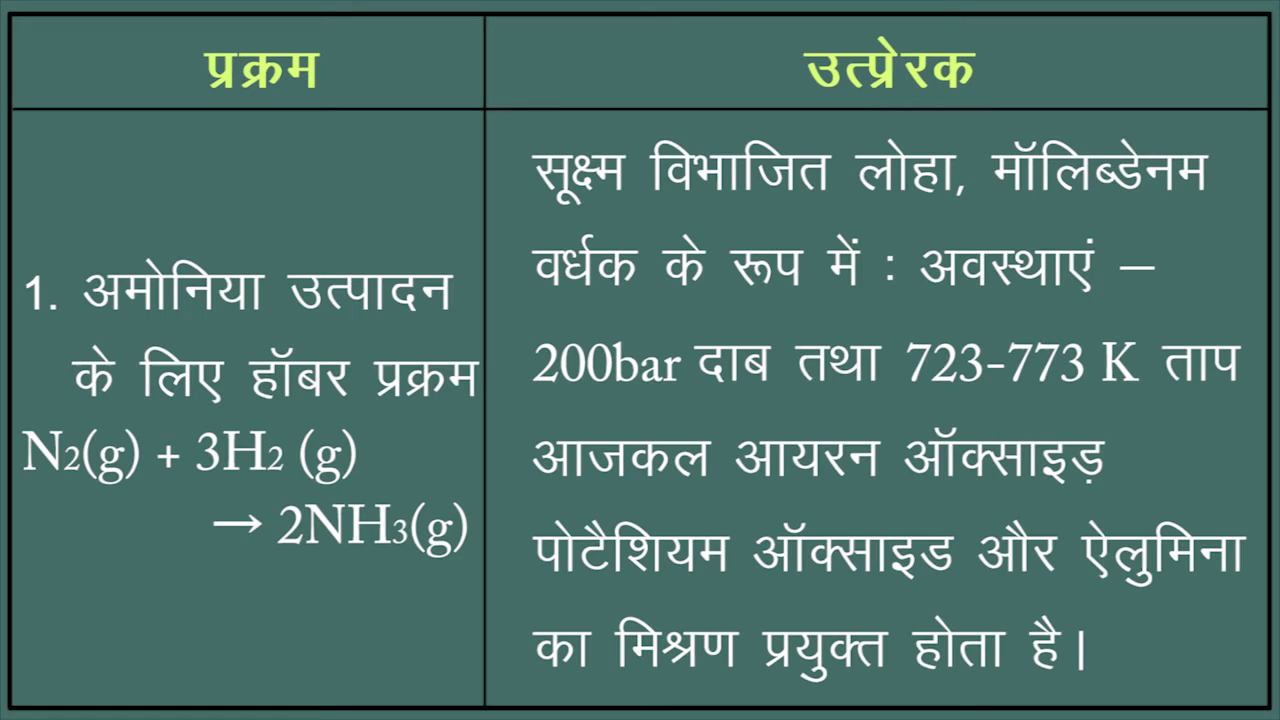 प्रक्रम
उत्प्रेरक
1. अमोनिया उत्पादन
के लिए हॉबर प्रक्रम
N₂(g) + 3H₂ (g)
→ 2NH₃(g)
सूक्ष्म विभाजित लोहा, मॉलिब्डेनम
वर्धक के रूप में : अवस्थाएं –
200bar दाब तथा 723-773 K ताप
आजकल आयरन ऑक्साइड़
पोटैशियम ऑक्साइड और ऐलुमिना
का मिश्रण प्रयुक्त होता है।